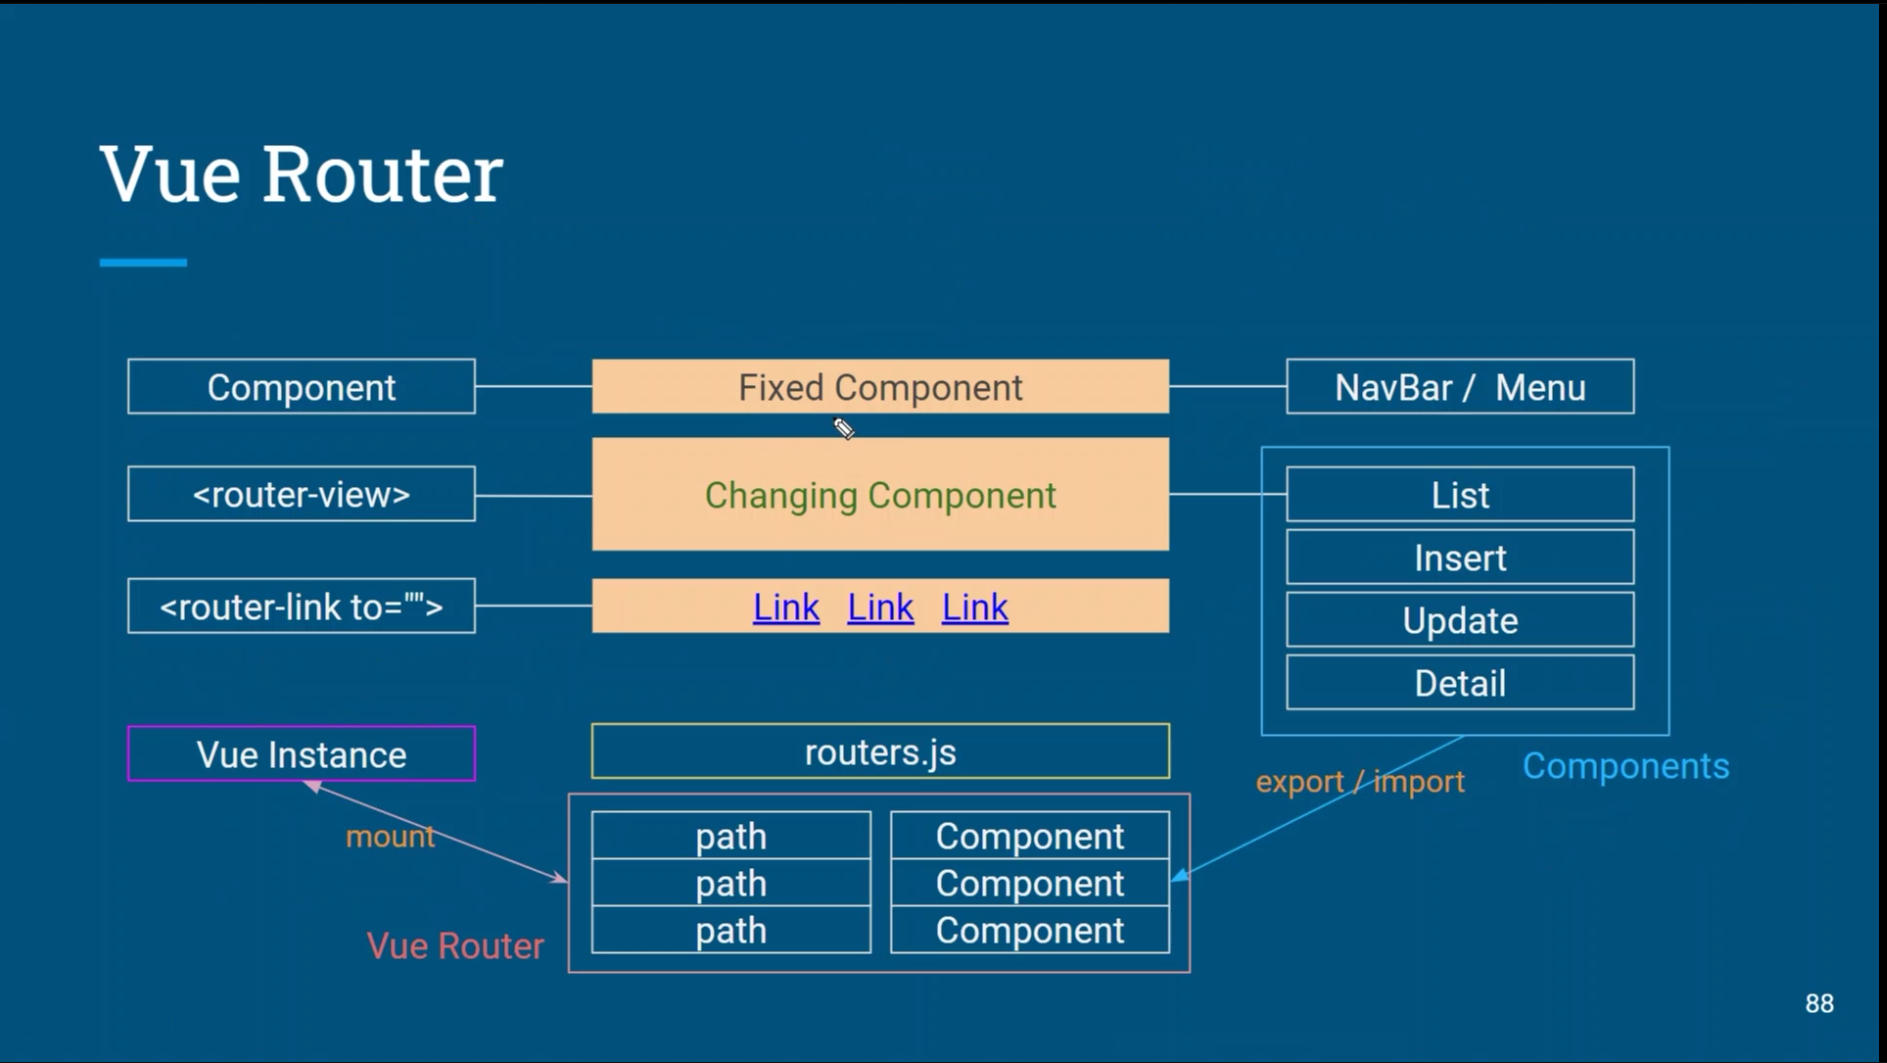 Vue Router
Component
Fixed Component
NavBar / Menu
<router-view>
Changing Component
List
Insert
Update
Detail
<router-link to="">
Link Link Link
Components
Vue Instance
routers.js
export / import
mount
path Component
path Component
path Component
Vue Router
88